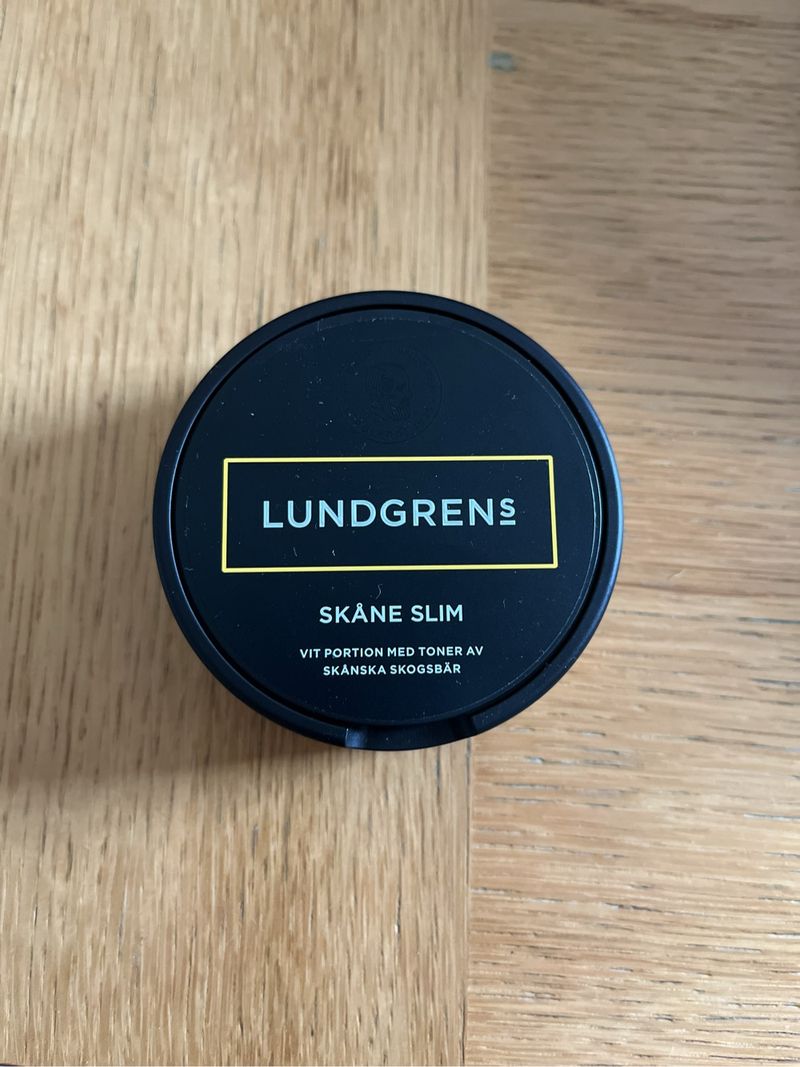 LUNDGRENS
SKÅNE SLIM
VIT PORTION MED TONER AV
SKÅNSKA SKOGSBÄR